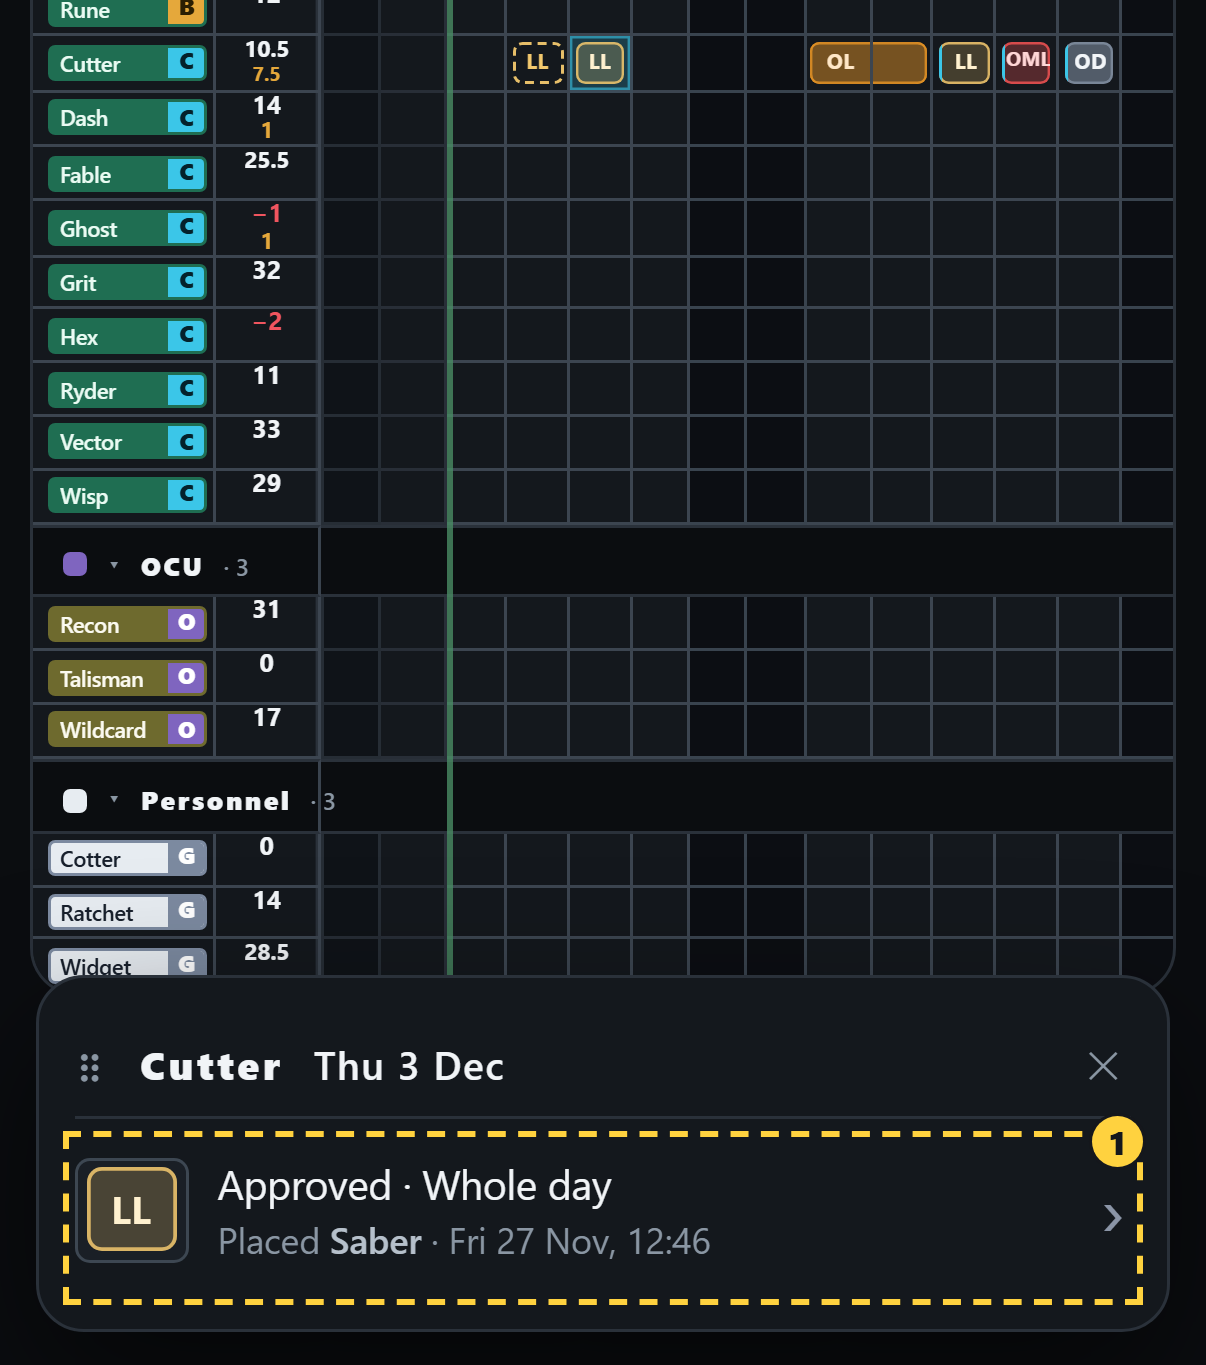 Rune B
Cutter C 10.5 LL LL OL LL OML OD
7.5
Dash C 14
1
Fable C 25.5
Ghost C −1
1
Grit C 32
Hex C −2
Ryder C 11
Vector C 33
Wisp C 29
OCU · 3
Recon O 31
Talisman O 0
Wildcard O 17
Personnel · 3
Cotter G 0
Ratchet G 14
Widget G 28.5
Cutter Thu 3 Dec
1
LL Approved · Whole day
Placed Saber · Fri 27 Nov, 12:46